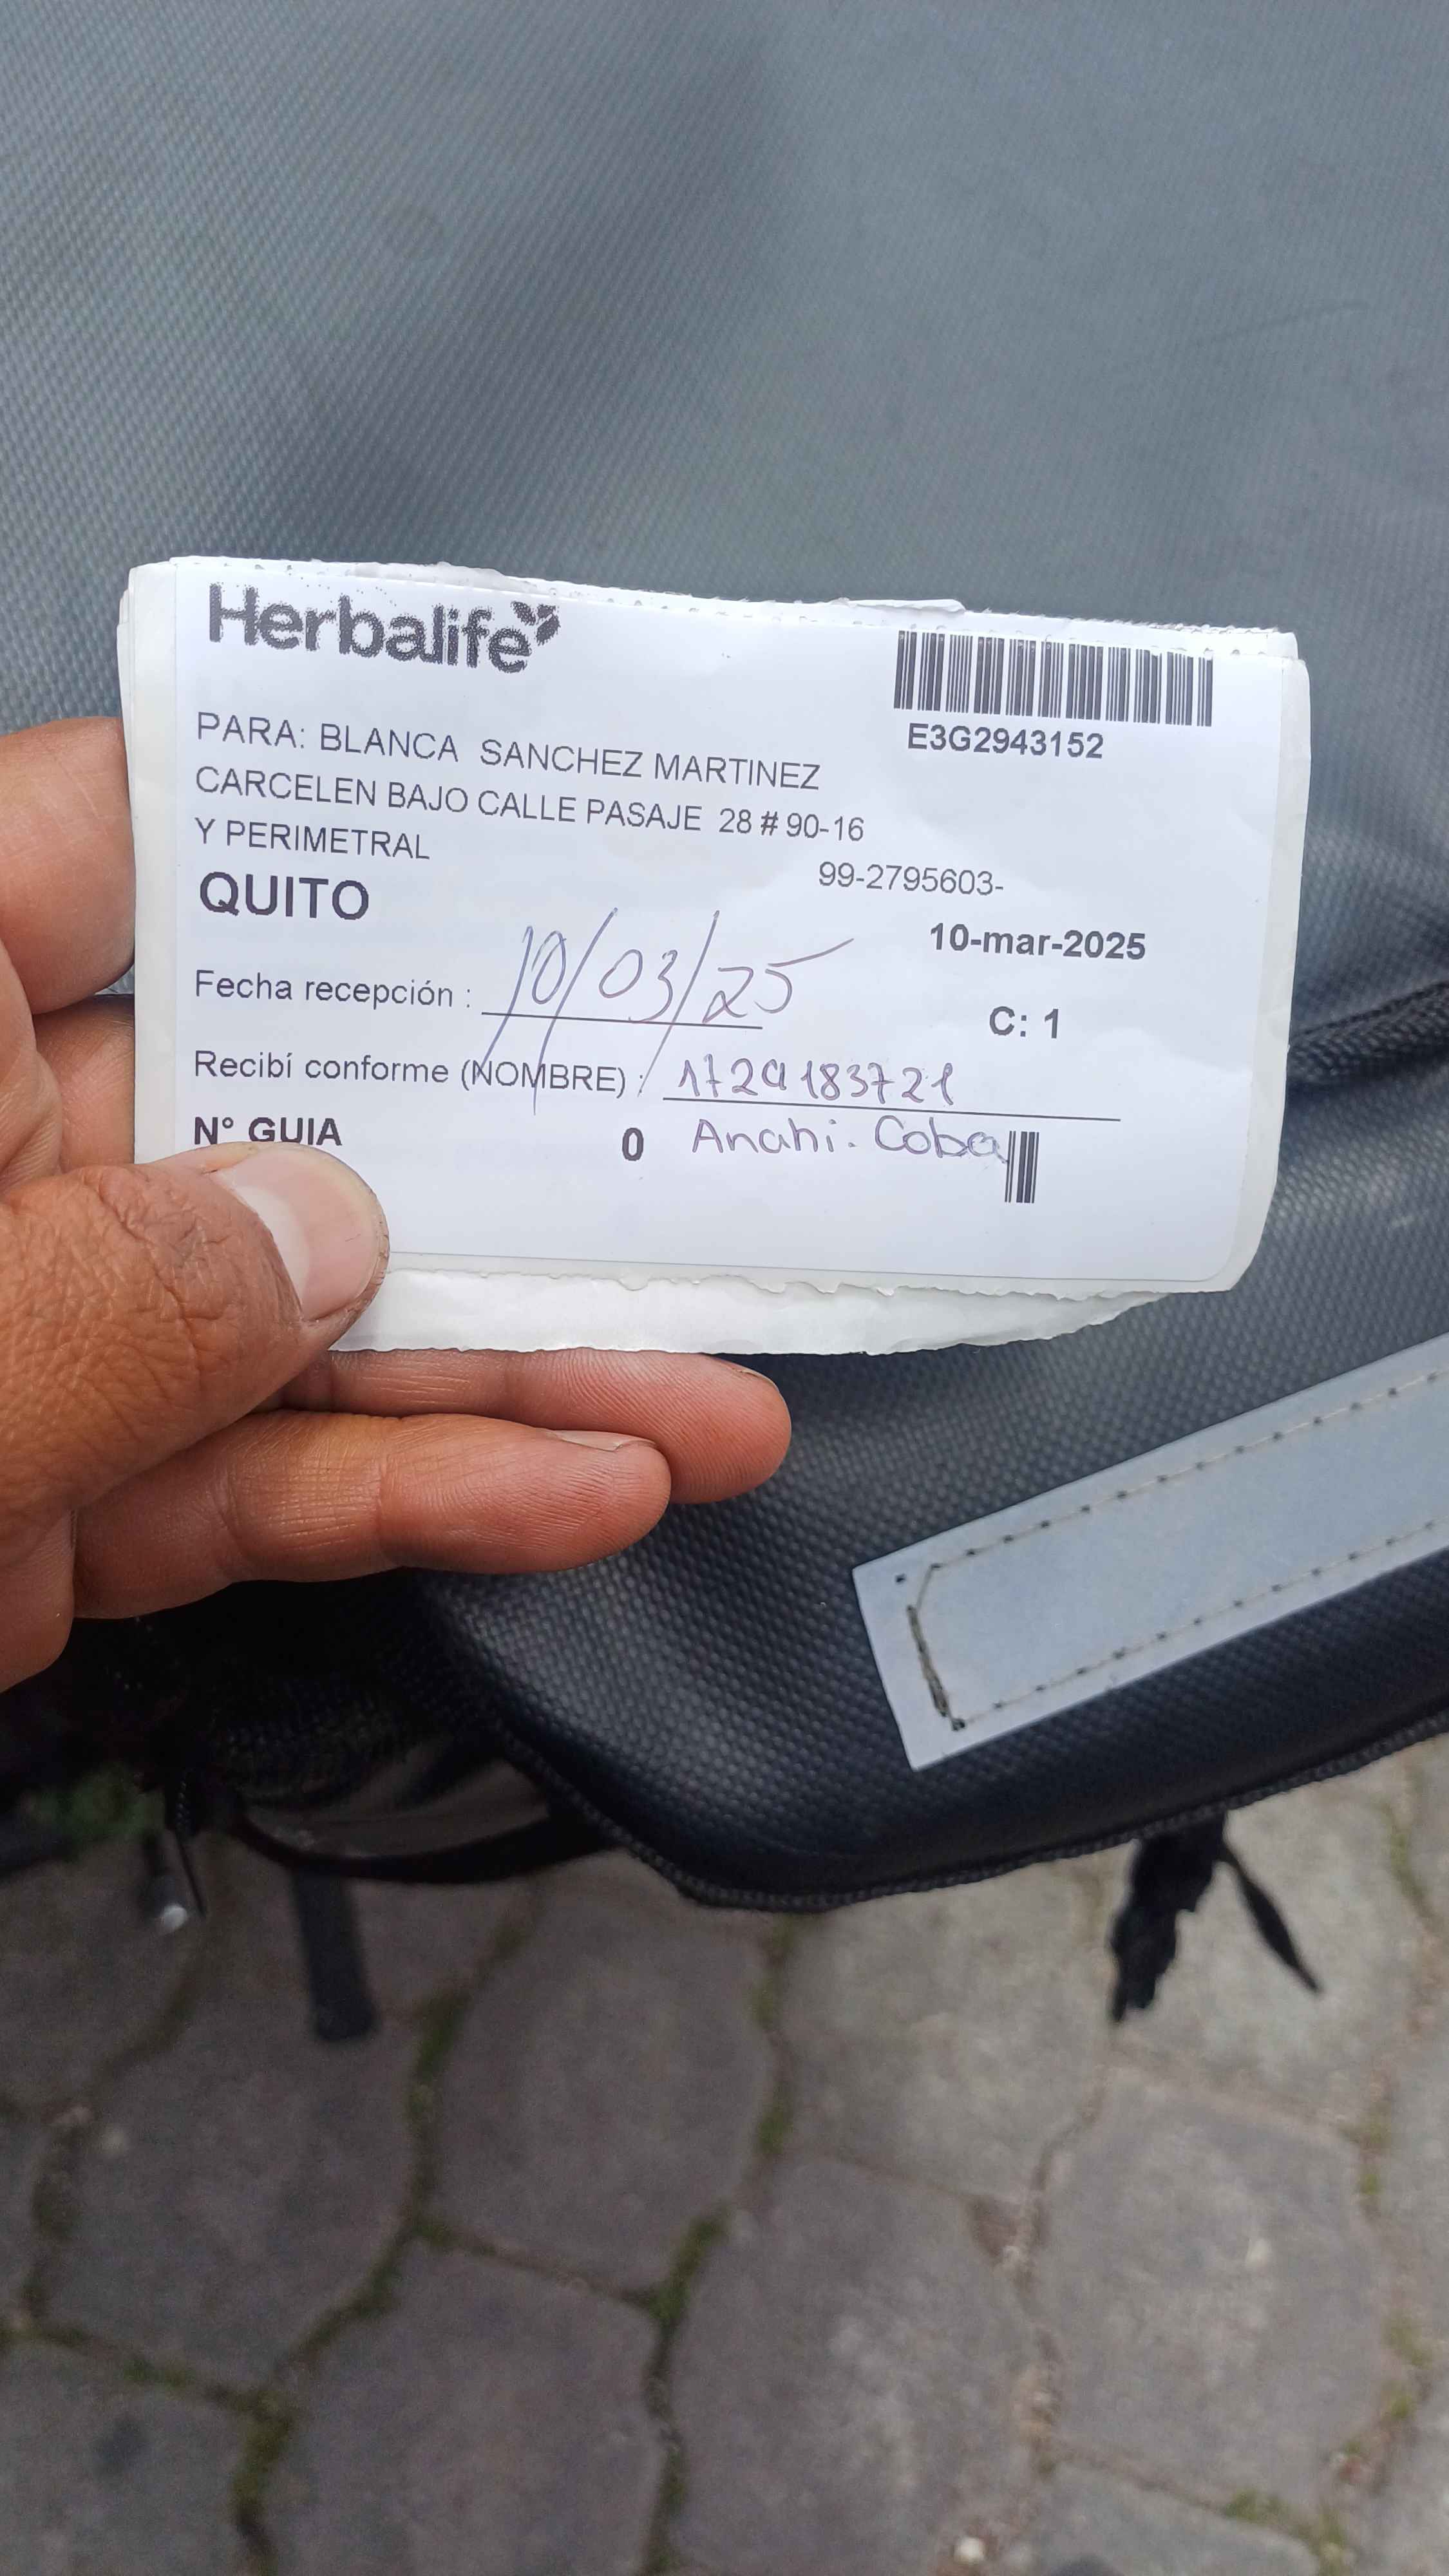 Herbalife
E3G2943152
PARA: BLANCA SANCHEZ MARTINEZ
CARCELEN BAJO CALLE PASAJE 28 # 90-16
Y PERIMETRAL
99-2795603-
QUITO
10-mar-2025
Fecha recepción : 10/03/25
C: 1
Recibí conforme (NOMBRE) : 1729183721
N° GUIA 0 Anahi. Coba